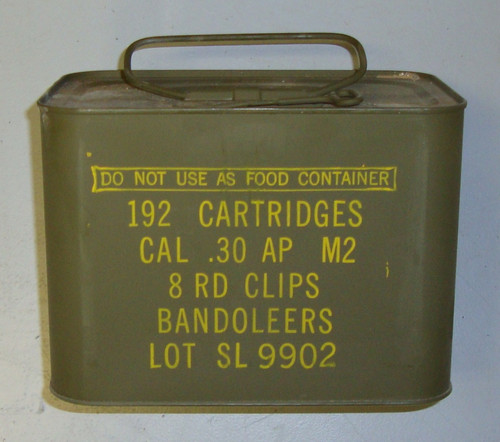 DO NOT USE AS FOOD CONTAINER
192 CARTRIDGES
CAL .30 AP M2
8 RD CLIPS
BANDOLEERS
LOT SL 9902